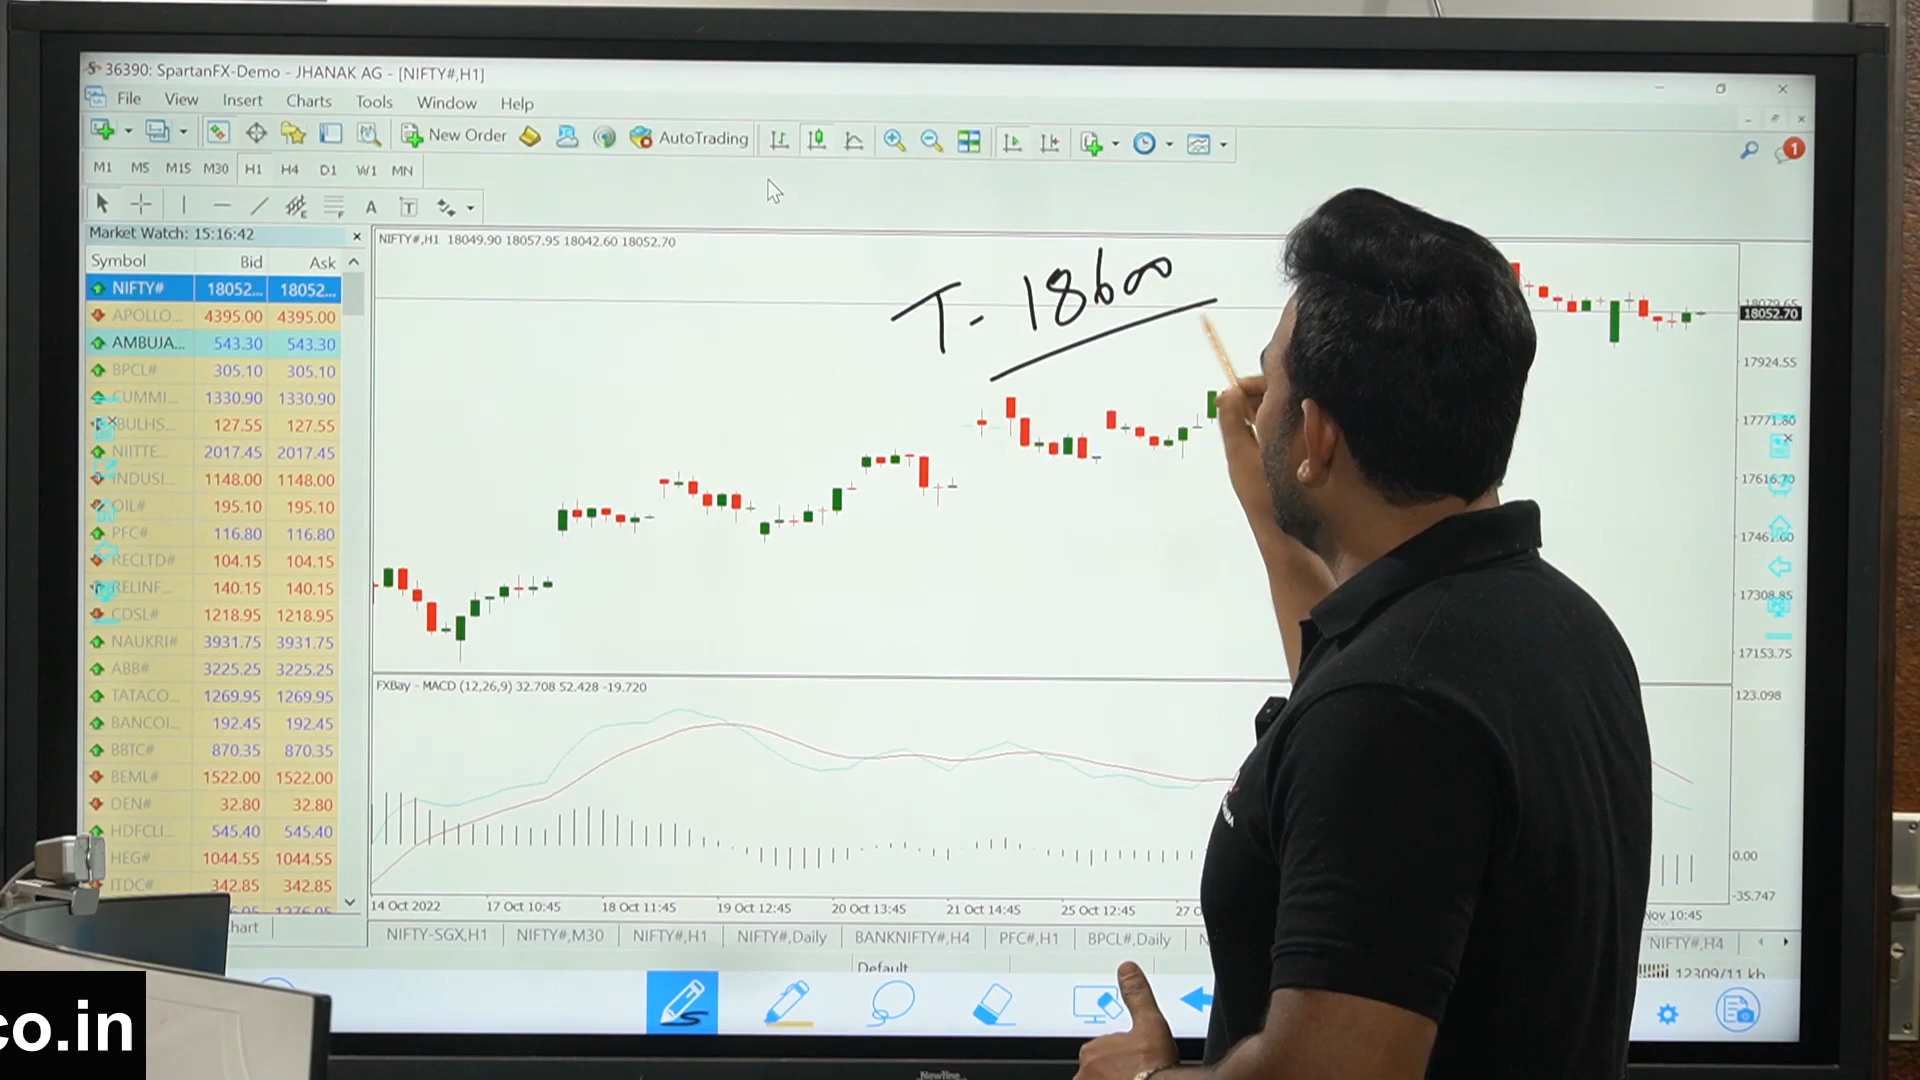 36390: SpartanFX-Demo - JHANAK AG - [NIFTY#,H1]
File View Insert Charts Tools Window Help
New Order AutoTrading
1
M1 M5 M15 M30 H1 H4 D1 W1 MN
A T
Market Watch: 15:16:42
Symbol Bid Ask
NIFTY# 18052... 18052...
APOLLO... 4395.00 4395.00
AMBUJA... 543.30 543.30
BPCL# 305.10 305.10
CUMMI... 1330.90 1330.90
127.55 127.55
NIITTE... 2017.45 2017.45
INDUSI... 1148.00 1148.00
OIL# 195.10 195.10
PFC# 116.80 116.80
RECLTD# 104.15 104.15
RELINF... 140.15 140.15
CDSL# 1218.95 1218.95
NAUKRI# 3931.75 3931.75
ABB# 3225.25 3225.25
TATACO... 1269.95 1269.95
BANCOI... 192.45 192.45
BBTC# 870.35 870.35
BEML# 1522.00 1522.00
DEN# 32.80 32.80
HDFCLI... 545.40 545.40
HEG# 1044.55 1044.55
ITDC# 342.85 342.85
NIFTY#,H1 18049.90 18057.95 18042.60 18052.70
T- 18600
18079.65
18052.70
17924.55
17771.80
17616.70
17461.60
17308.85
17153.75
FXBay - MACD (12,26,9) 32.708 52.428 -19.720
123.098
0.00
-35.747
14 Oct 2022 17 Oct 10:45 18 Oct 11:45 19 Oct 12:45 20 Oct 13:45 21 Oct 14:45 25 Oct 12:45 27 Nov 10:45
NIFTY-SGX,H1 NIFTY#,M30 NIFTY#,H1 NIFTY#,Daily BANKNIFTY#,H4 PFC#,H1 BPCL#,Daily NIFTY#,H4
Default
12309/11 kb
co.in
Newline